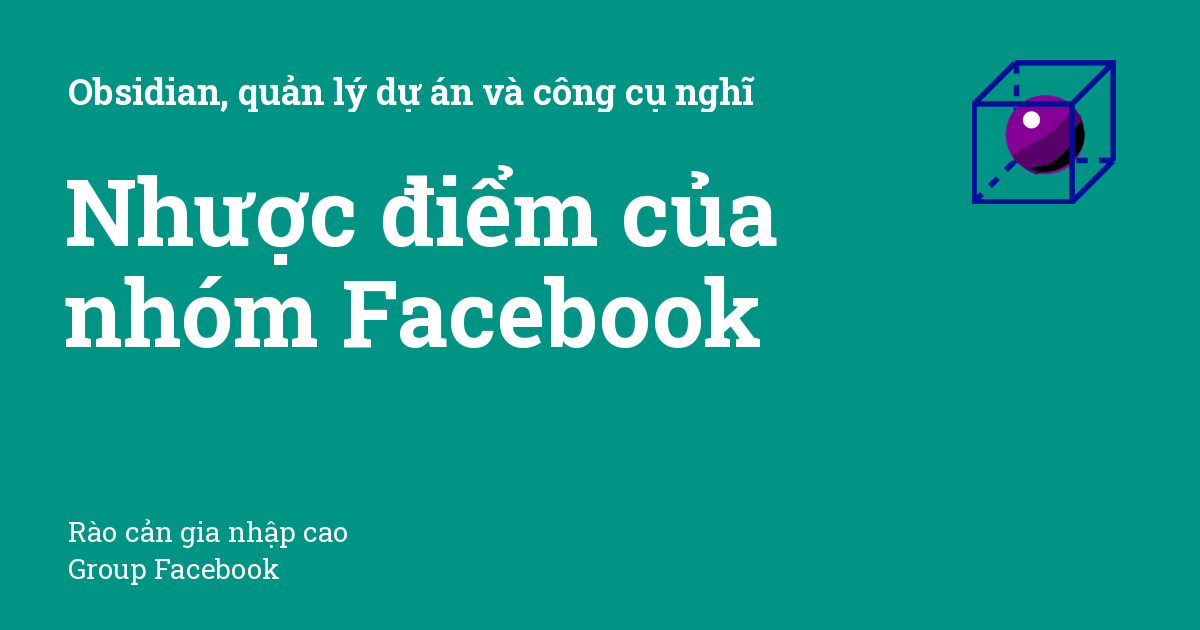 Obsidian, quản lý dự án và công cụ nghĩ
Nhược điểm của
nhóm Facebook
Rào cản gia nhập cao
Group Facebook